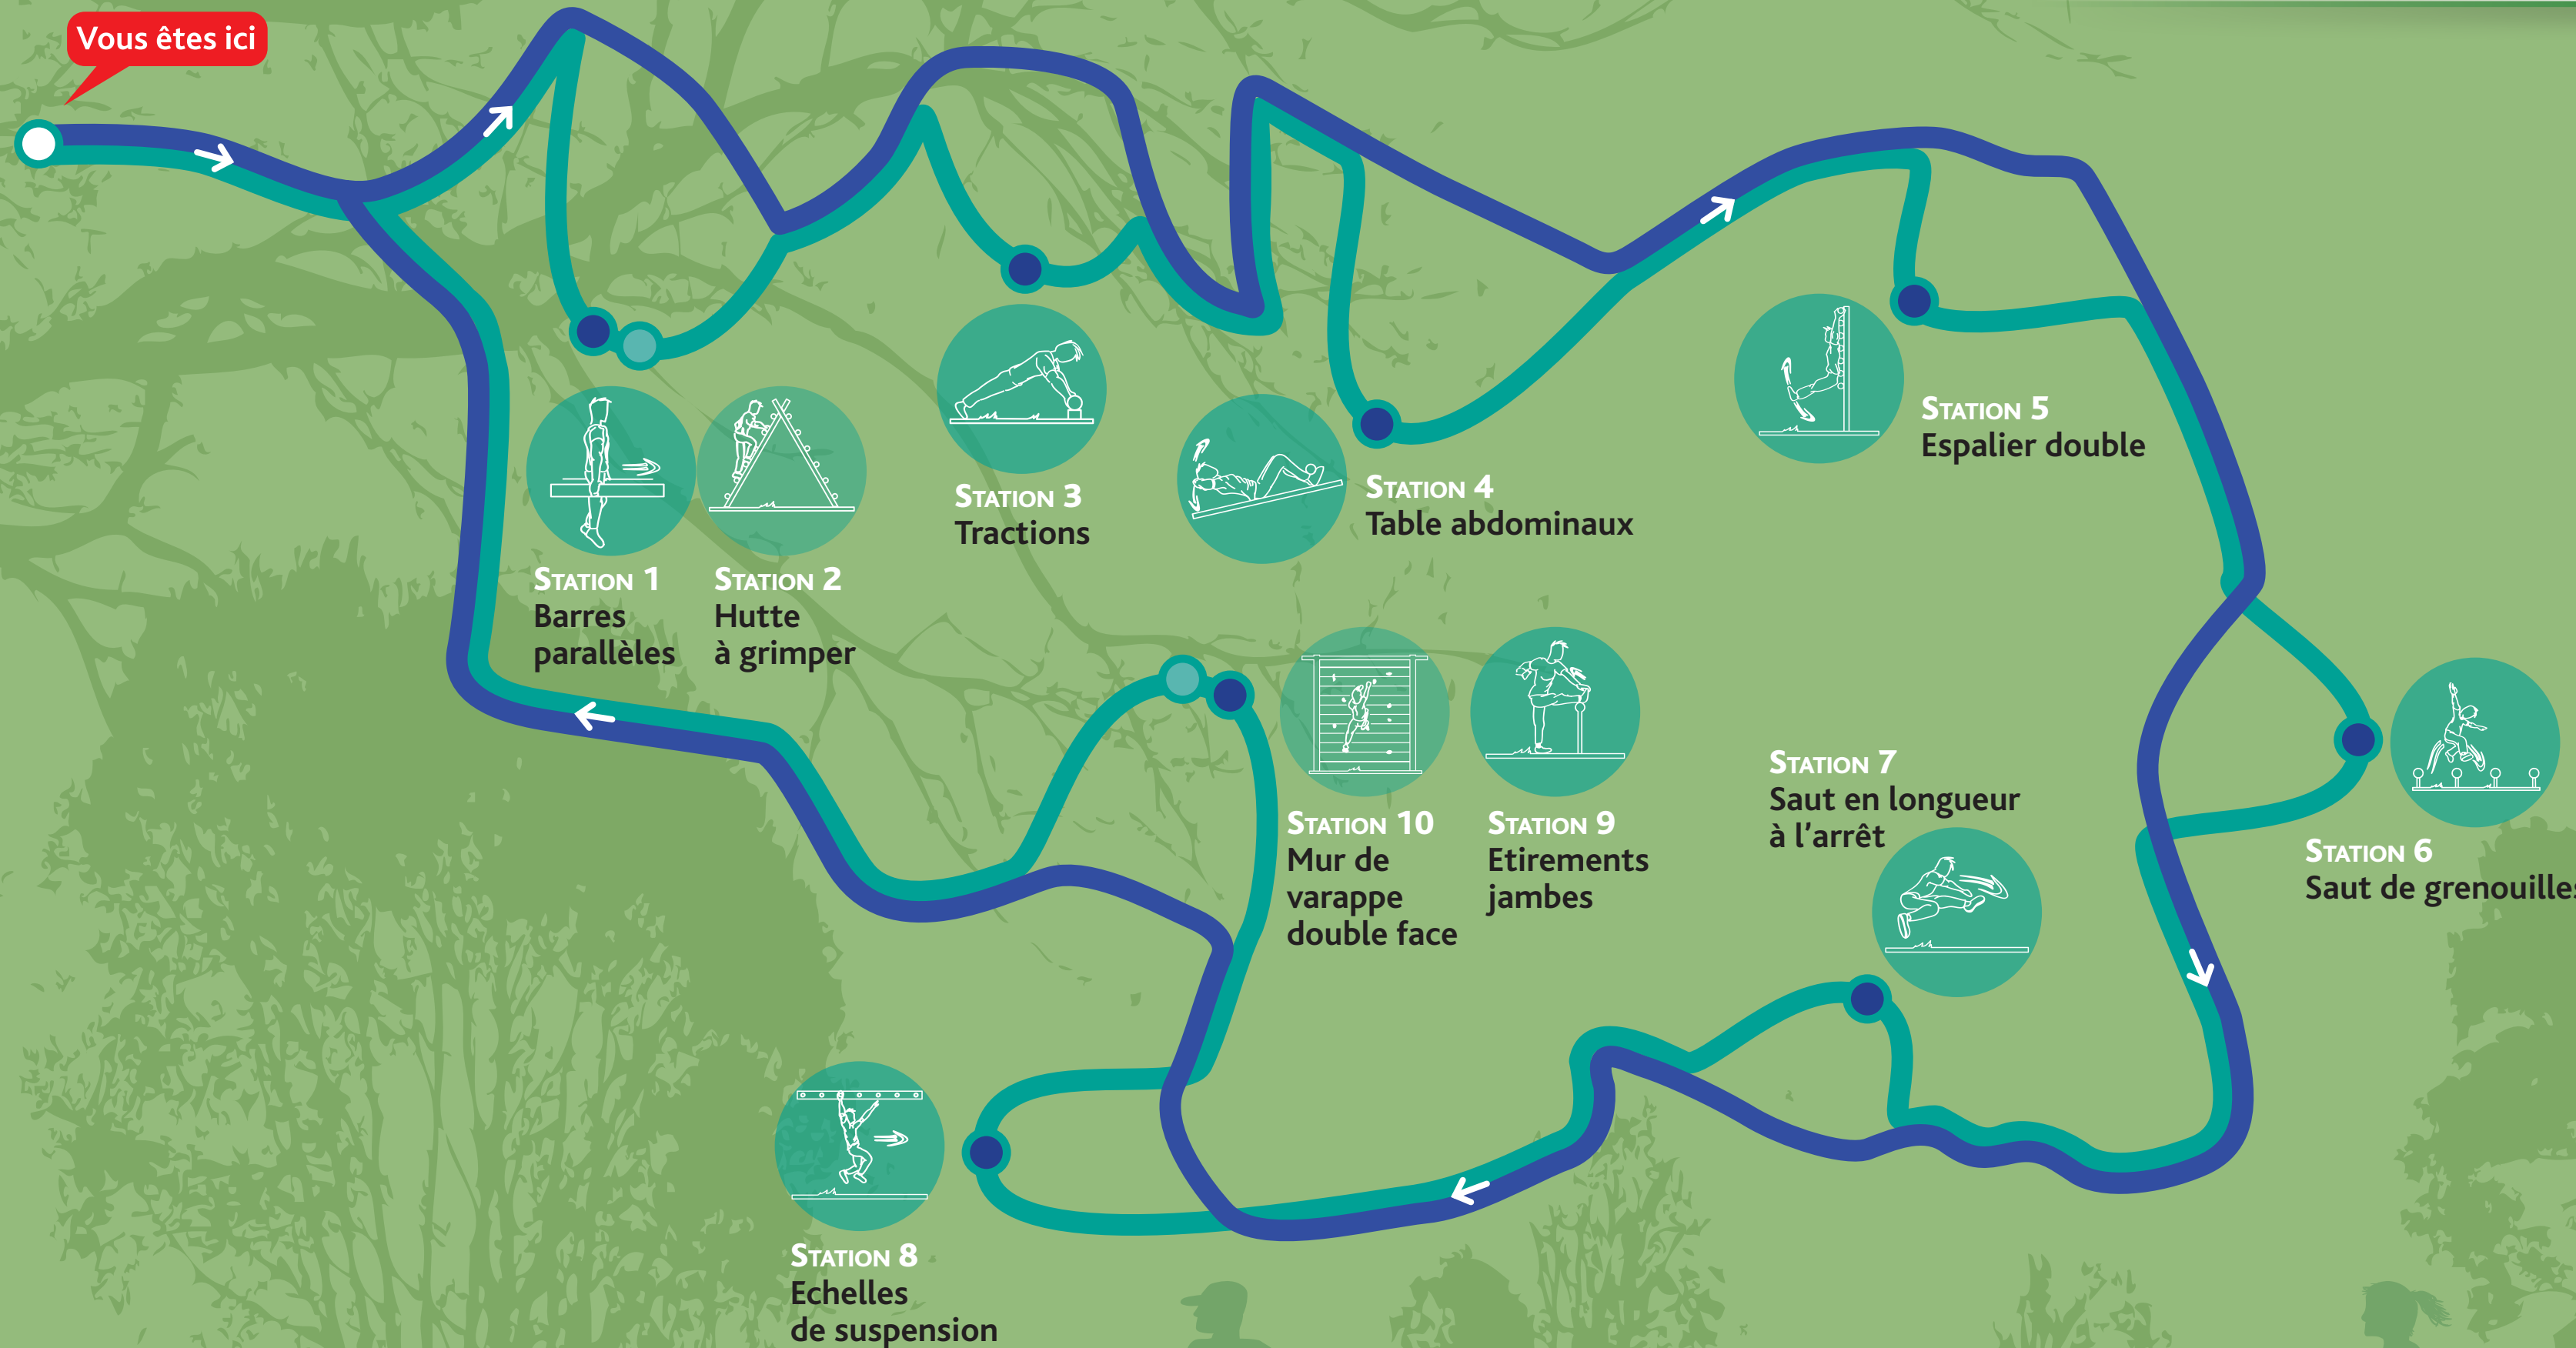 Vous êtes ici
STATION 1
Barres
parallèles
STATION 2
Hutte
à grimper
STATION 3
Tractions
STATION 4
Table abdominaux
STATION 5
Espalier double
STATION 6
Saut de grenouilles
STATION 7
Saut en longueur
à l'arrêt
STATION 10
Mur de
varappe
double face
STATION 9
Etirements
jambes
STATION 8
Echelles
de suspension